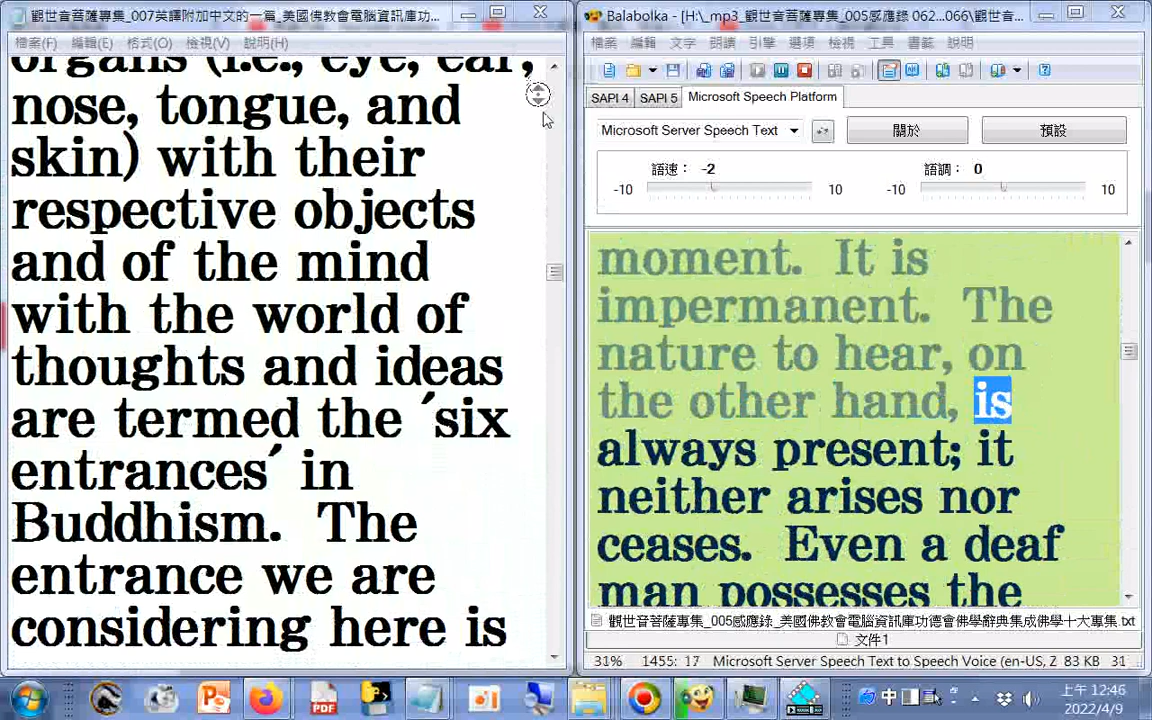 觀世音菩薩專集_007英譯附加中文的一篇_美國佛教會電腦資訊庫功...
檔案(F) 編輯(E) 格式(O) 檢視(V) 說明(H)
organs (i.e., eye, ear,
nose, tongue, and
skin) with their
respective objects
and of the mind
with the world of
thoughts and ideas
are termed the ´six
entrances´ in
Buddhism.  The
entrance we are
considering here is
Balabolka - [H:\_mp3_觀世音菩薩專集_005感應錄 062...066\觀世音...
檔案 編輯 文字 朗讀 引擎 選項 檢視 工具 書籤 說明
SAPI 4 SAPI 5 Microsoft Speech Platform
Microsoft Server Speech Text 關於 預設
語速: -2 語調: 0
-10 10 -10 10
moment.  It is
impermanent.  The
nature to hear, on
the other hand, is
always present; it
neither arises nor
ceases.  Even a deaf
man possesses the
觀世音菩薩專集_005感應錄_美國佛教會電腦資訊庫功德會佛學辭典集成佛學十大專集 txt
文件1
31% 1455: 17 Microsoft Server Speech Text to Speech Voice (en-US, Z 83 KB 31
中 上午 12:46
2022/4/9